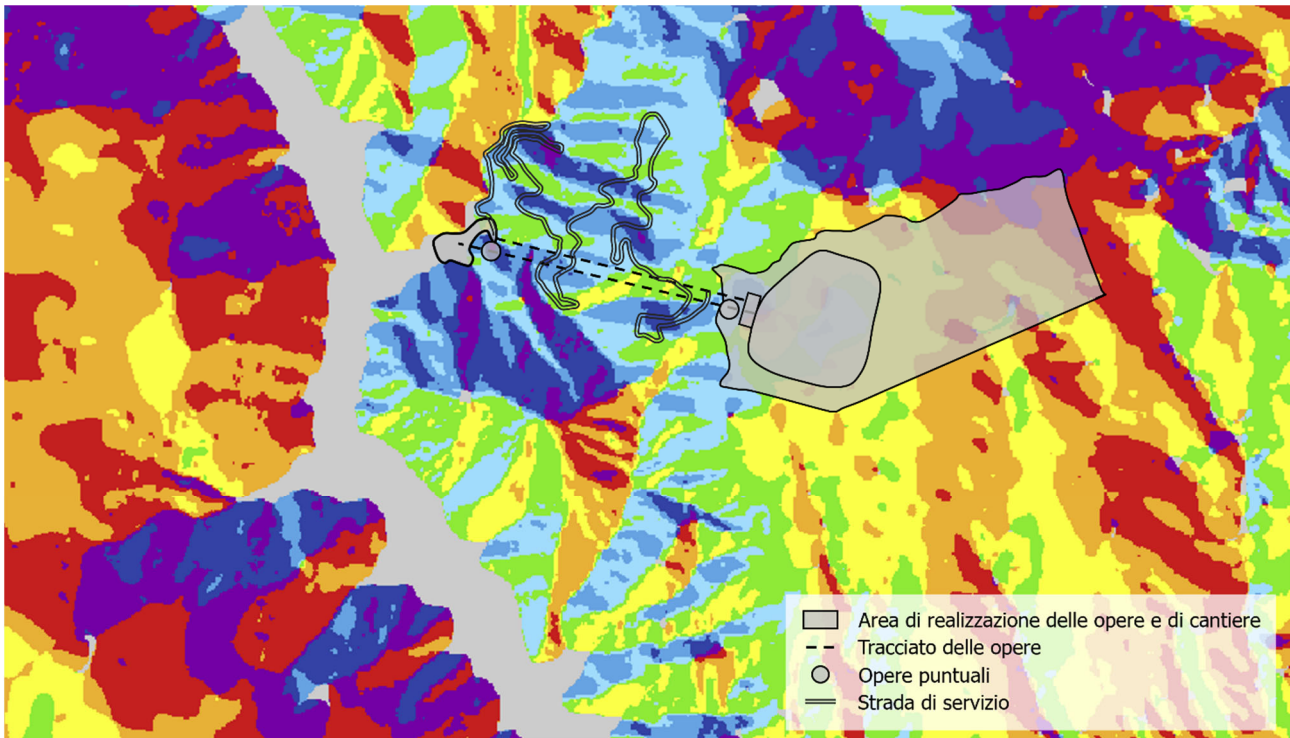 Area di realizzazione delle opere e di cantiere
Tracciato delle opere
Opere puntuali
Strada di servizio